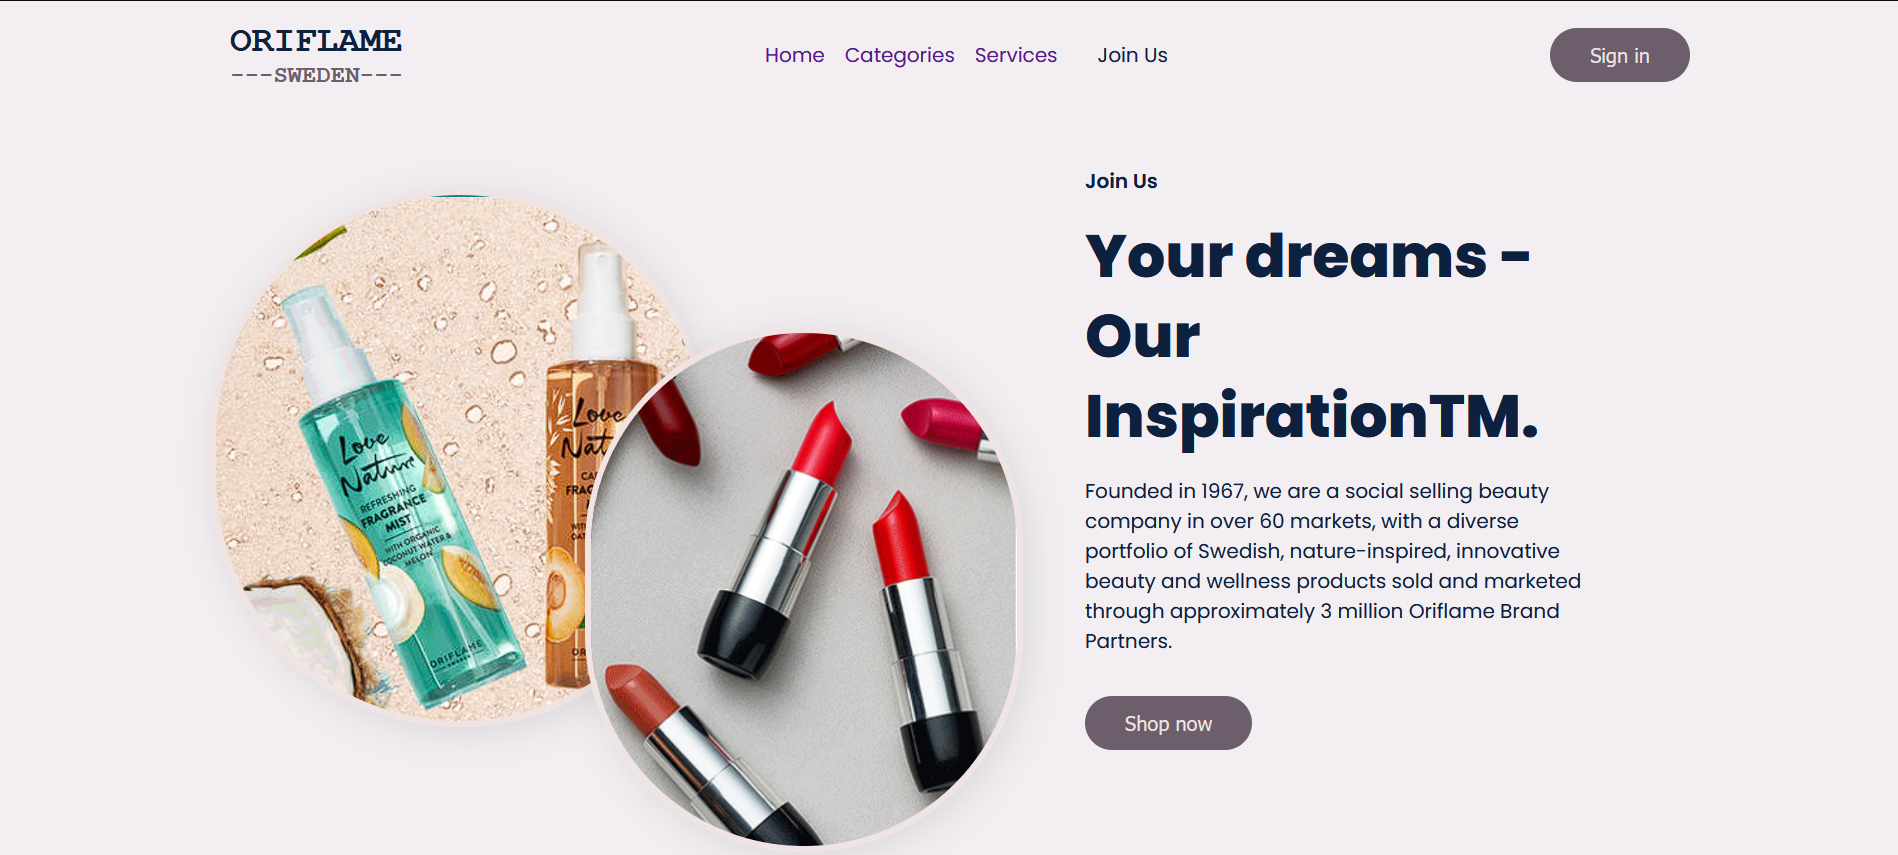 ORIFLAME
---SWEDEN---
Home Categories Services Join Us
Sign in
Join Us
Your dreams -
Our
InspirationTM.
Founded in 1967, we are a social selling beauty
company in over 60 markets, with a diverse
portfolio of Swedish, nature-inspired, innovative
beauty and wellness products sold and marketed
through approximately 3 million Oriflame Brand
Partners.
Shop now
Love
Nature
REFRESHING
FRAGRANCE
MIST
WITH ORGANIC
COCONUT WATER &
MELON
ORIFLAME
Love